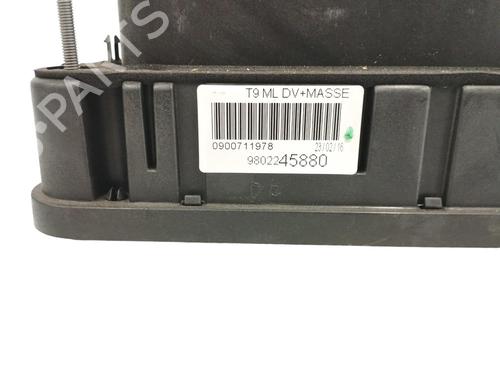 T9 ML DV+MASSE
0900711978
23/02/16
9802245880
PARTS